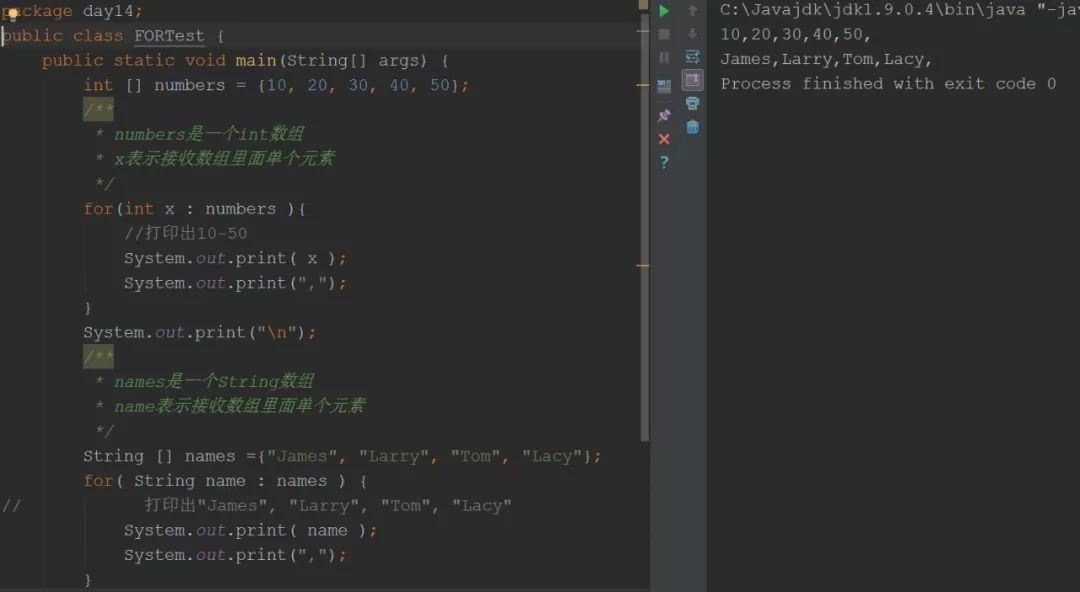 package day14;
public class FORTest {
public static void main(String[] args) {
int [] numbers = {10, 20, 30, 40, 50};
/**
* numbers是一个int数组
* x表示接收数组里面单个元素
*/
for(int x : numbers ){
//打印出10-50
System.out.print( x );
System.out.print(",");
}
System.out.print("\n");
/**
* names是一个String数组
* name表示接收数组里面单个元素
*/
String [] names ={"James", "Larry", "Tom", "Lacy"};
for( String name : names ) {
// 打印出"James", "Larry", "Tom", "Lacy"
System.out.print( name );
System.out.print(",");
}
C:\Javajdk\jdk1.9.0.4\bin\java "-jav
10,20,30,40,50,
James,Larry,Tom,Lacy,
Process finished with exit code 0